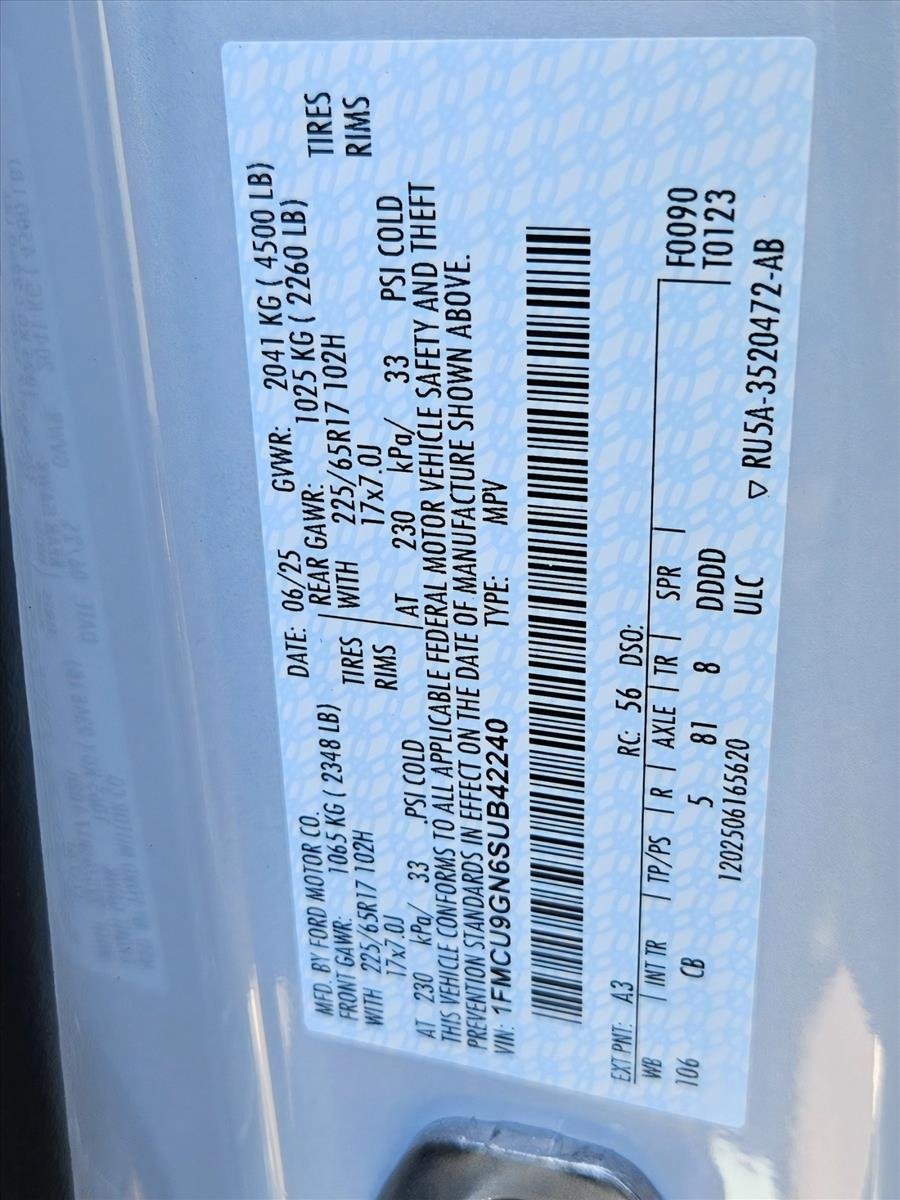 MFD. BY FORD MOTOR CO. DATE: 06/25 GVWR: 2041 KG ( 4500 LB)
FRONT GAWR: 1065 KG ( 2348 LB) REAR GAWR: 1025 KG ( 2260 LB)
WITH 225/65R17 102H TIRES WITH 225/65R17 102H TIRES
17x7.0J RIMS 17x7.0J RIMS
AT 230 kPa/ 33 PSI COLD AT 230 kPa/ 33 PSI COLD
THIS VEHICLE CONFORMS TO ALL APPLICABLE FEDERAL MOTOR VEHICLE SAFETY AND THEFT
PREVENTION STANDARDS IN EFFECT ON THE DATE OF MANUFACTURE SHOWN ABOVE.
VIN: 1FMCU9GN6SUB42240 TYPE: MPV
EXT PNT: A3 RC: 56 DSO: F0090
WB INT TR TP/PS R AXLE TR SPR T0123
106 CB 5 81 8 DDDD
120250616 5620 ULC ▽ RU5A-3520472-AB